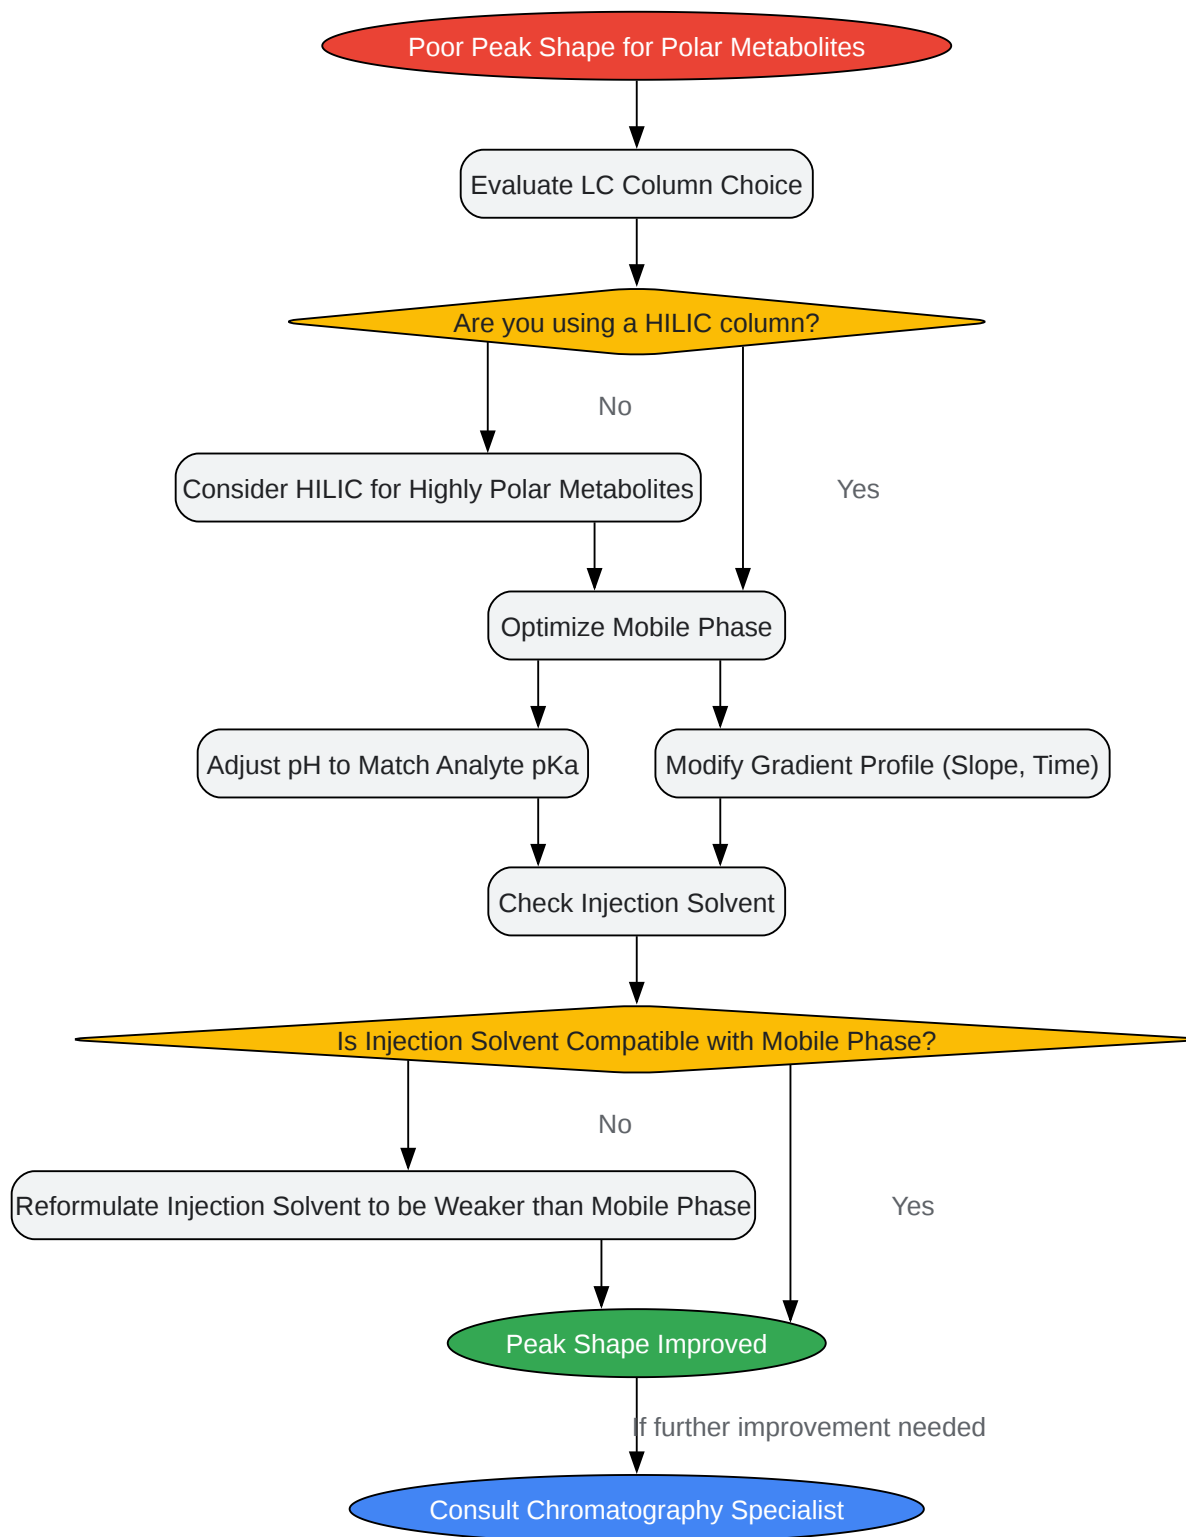 Poor Peak Shape for Polar Metabolites
Evaluate LC Column Choice
Are you using a HILIC column?
No
Consider HILIC for Highly Polar Metabolites
Yes
Optimize Mobile Phase
Adjust pH to Match Analyte pKa
Modify Gradient Profile (Slope, Time)
Check Injection Solvent
Is Injection Solvent Compatible with Mobile Phase?
No
Reformulate Injection Solvent to be Weaker than Mobile Phase
Yes
Peak Shape Improved
If further improvement needed
Consult Chromatography Specialist